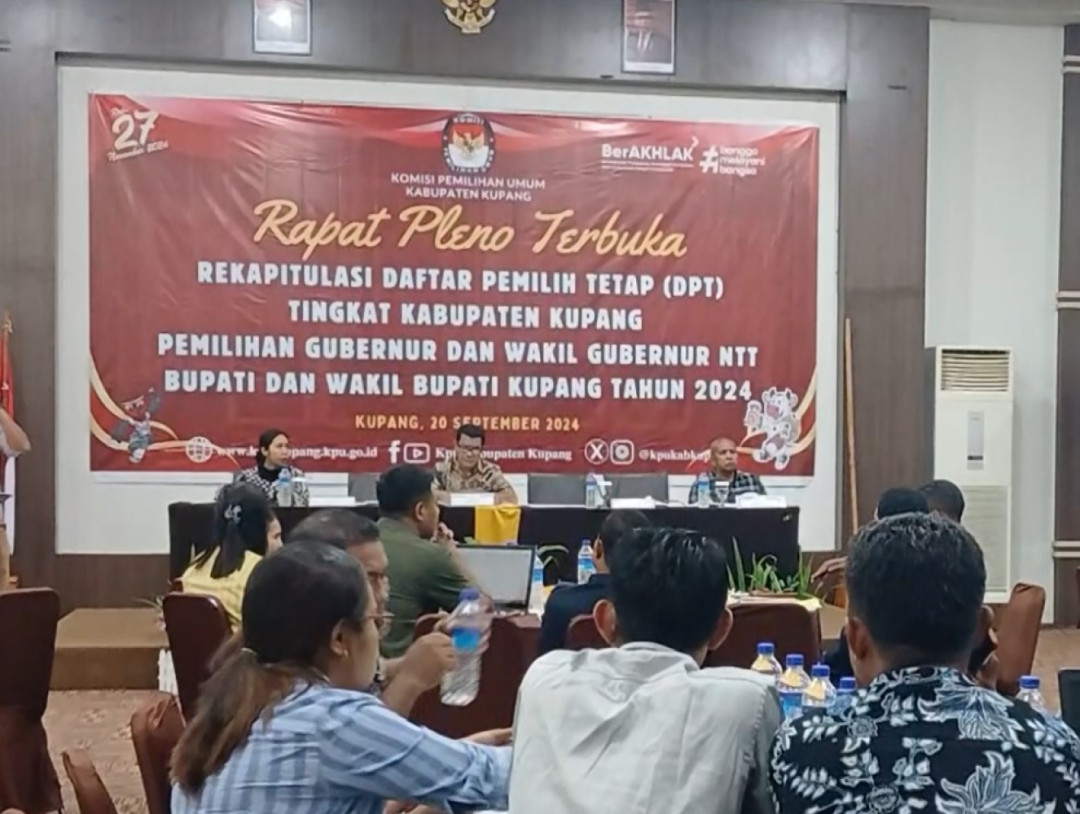 27
November 2024
KOMISI PEMILIHAN UMUM
KABUPATEN KUPANG
BerAKHLAK
#bangga
melayani
bangsa
Rapat Pleno Terbuka
REKAPITULASI DAFTAR PEMILIH TETAP (DPT)
TINGKAT KABUPATEN KUPANG
PEMILIHAN GUBERNUR DAN WAKIL GUBERNUR NTT
BUPATI DAN WAKIL BUPATI KUPANG TAHUN 2024
KUPANG, 20 SEPTEMBER 2024
Kupang